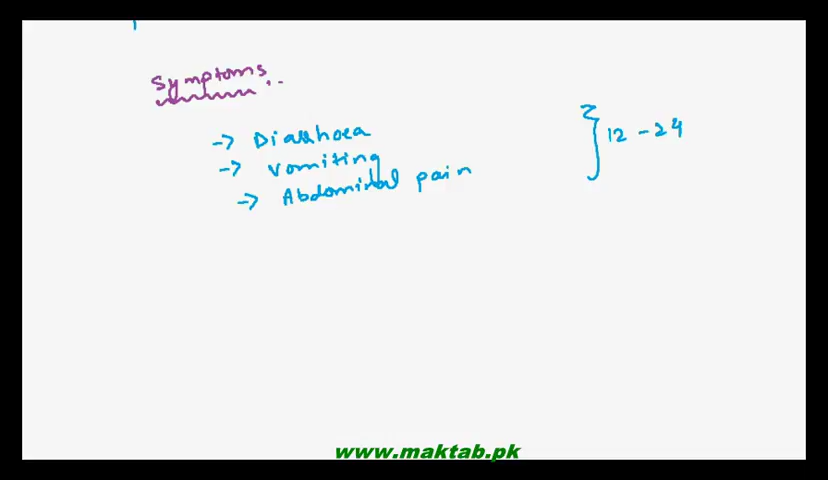 Symptoms :-
-> Diarrhoea
-> Vomiting
-> Abdominal pain
} 12 - 24
www.maktab.pk